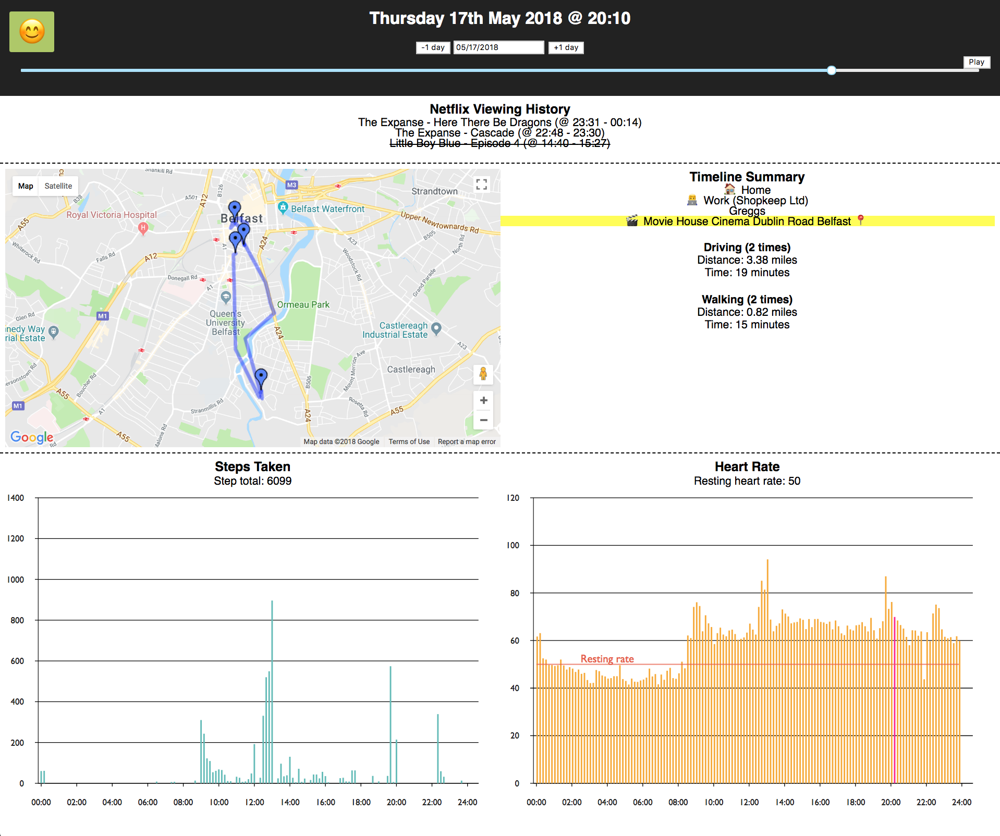 Thursday 17th May 2018 @ 20:10
-1 day
05/17/2018
+1 day
Play
Netflix Viewing History
The Expanse - Here There Be Dragons (@ 23:31 - 00:14)
The Expanse - Cascade (@ 22:48 - 23:30)
Little Boy Blue - Episode 4 (@ 14:40 - 15:27)
Map
Satellite
Shankill Rd
B38
A501
A12
B126
M3
Strandtown
Royal Victoria Hospital
H
Belfast
Belfast Waterfront
Upper Newtownards Rd
A55
A24
A23
B505
North Rd
Whiterock Rd
Falls Rd
A12
A1
Woodstock Rd
Grand Parade
Donegall Rd
A1
Ormeau Park
M1
Glen Rd
Queen's
University
Belfast
A24
Castlereagh
Industrial Estate
nnedy Way
rial Estate
A23
ersonstown Rd
Boucher Rd
A55
B506
Mount Merrion Ave
Castlereagh
M1
A1
Stranmillis Rd
Rosetta Rd
A24
A55
A55
Malone Rd
Rd
Google
Map data ©2018 Google
Terms of Use
Report a map error
Timeline Summary
Home
Work (Shopkeep Ltd)
Greggs
Movie House Cinema Dublin Road Belfast
Driving (2 times)
Distance: 3.38 miles
Time: 19 minutes
Walking (2 times)
Distance: 0.82 miles
Time: 15 minutes
Steps Taken
Step total: 6099
1400
1200
1000
800
600
400
200
0
00:00 02:00 04:00 06:00 08:00 10:00 12:00 14:00 16:00 18:00 20:00 22:00 24:00
Heart Rate
Resting heart rate: 50
120
100
80
60
Resting rate
40
20
0
00:00 02:00 04:00 06:00 08:00 10:00 12:00 14:00 16:00 18:00 20:00 22:00 24:00